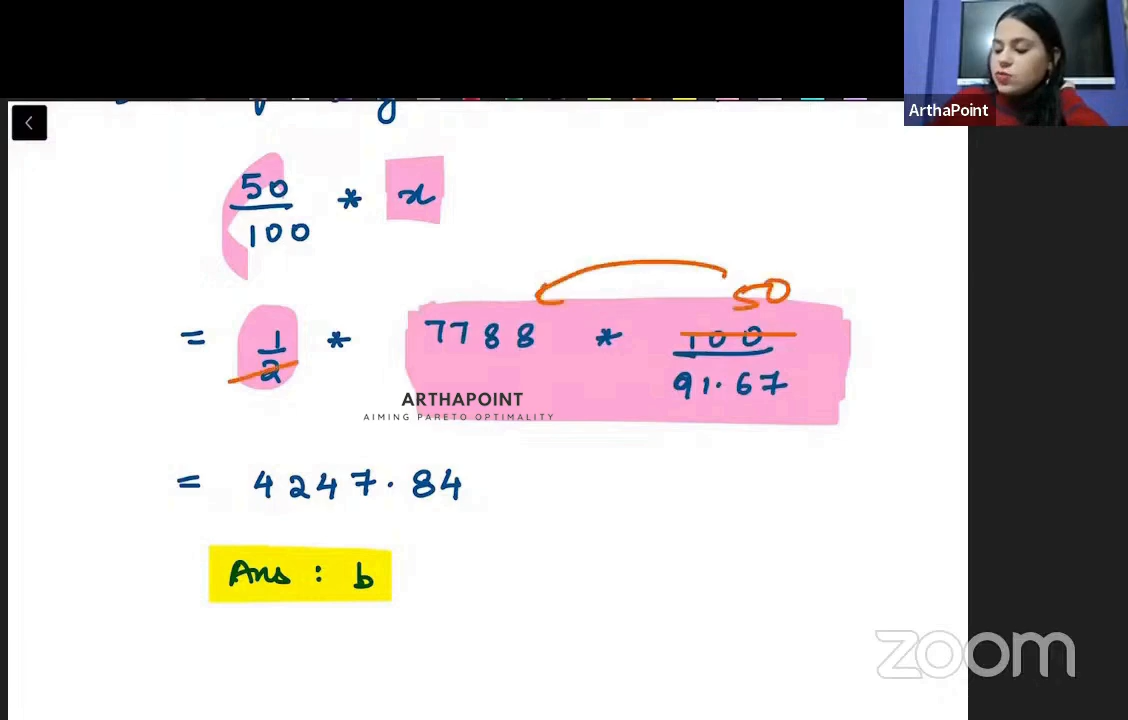 ArthaPoint
50
100
* x
50
= 1/2 * 7788 * 100/91.67
ARTHAPOINT
AIMING PARETO OPTIMALITY
= 4247.84
Ans : b
zoom